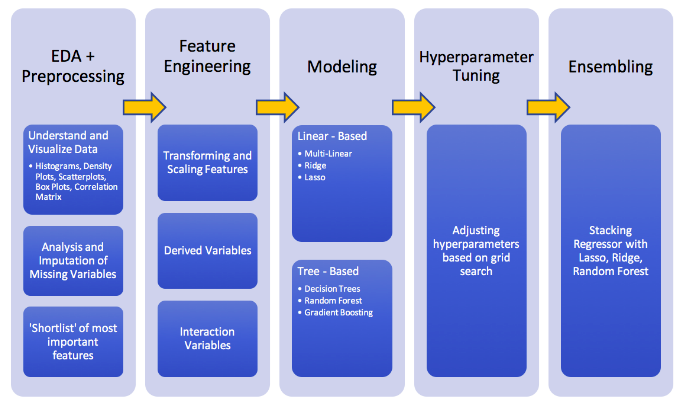 EDA +
Preprocessing
Understand and
Visualize Data
• Histograms, Density
Plots, Scatterplots,
Box Plots, Correlation
Matrix
Analysis and
Imputation of
Missing Variables
'Shortlist' of most
important
features
Feature
Engineering
Transforming and
Scaling Features
Derived Variables
Interaction
Variables
Modeling
Linear - Based
• Multi-Linear
• Ridge
• Lasso
Tree - Based
• Decision Trees
• Random Forest
• Gradient Boosting
Hyperparameter
Tuning
Adjusting
hyperparameters
based on grid
search
Ensembling
Stacking
Regressor with
Lasso, Ridge,
Random Forest